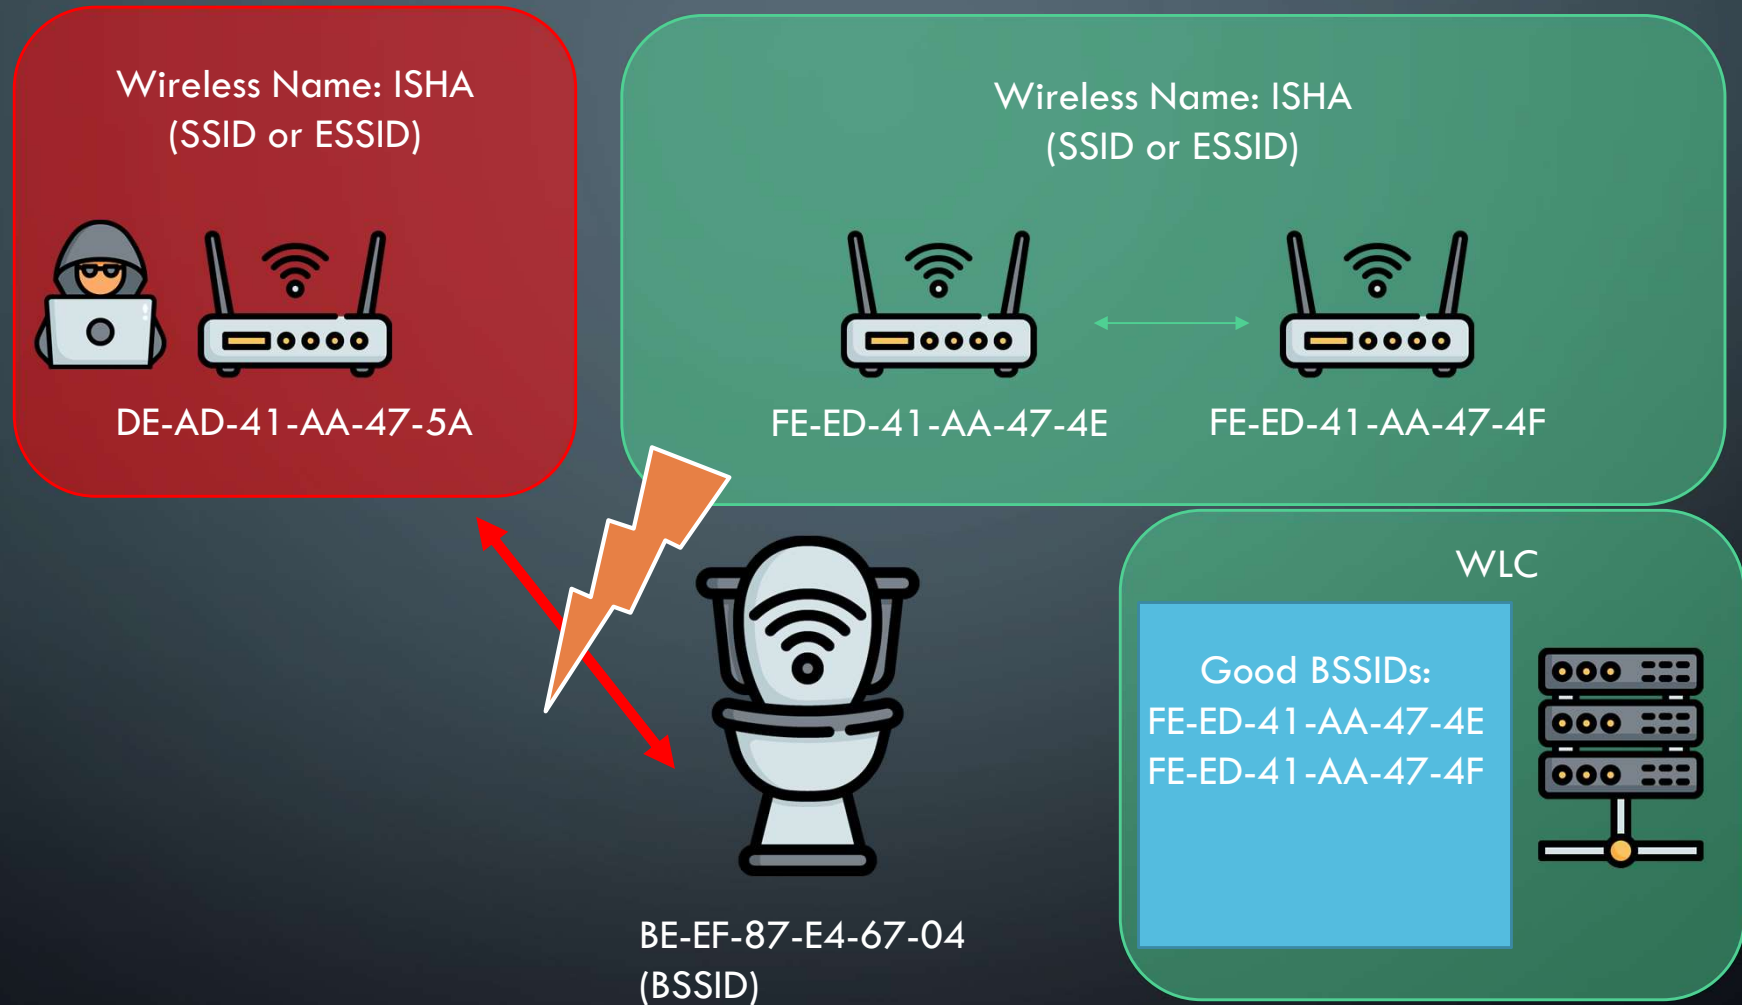 Wireless Name: ISHA
(SSID or ESSID)
DE-AD-41-AA-47-5A
Wireless Name: ISHA
(SSID or ESSID)
FE-ED-41-AA-47-4E
FE-ED-41-AA-47-4F
BE-EF-87-E4-67-04
(BSSID)
WLC
Good BSSIDs:
FE-ED-41-AA-47-4E
FE-ED-41-AA-47-4F